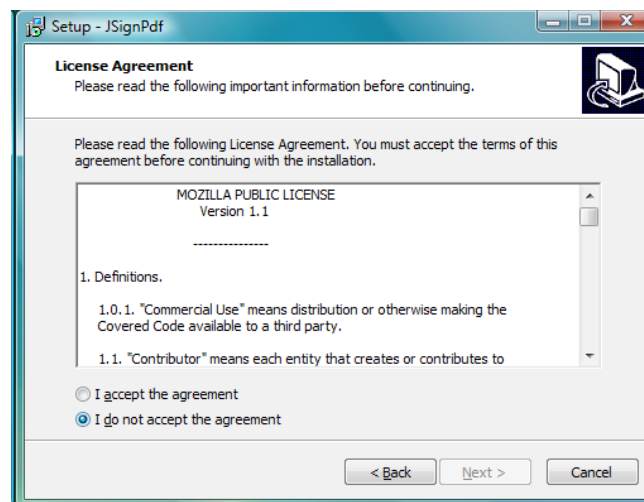 Setup - JSignPdf
License Agreement
Please read the following important information before continuing.
Please read the following License Agreement. You must accept the terms of this
agreement before continuing with the installation.
MOZILLA PUBLIC LICENSE
Version 1.1
---------------
1. Definitions.
1.0.1. "Commercial Use" means distribution or otherwise making the
Covered Code available to a third party.
1.1. "Contributor" means each entity that creates or contributes to
I accept the agreement
I do not accept the agreement
< Back
Next >
Cancel